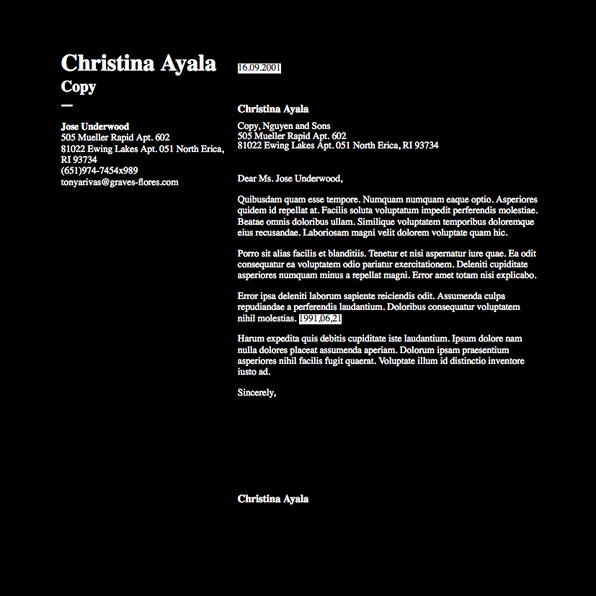 Christina Ayala
Copy
Jose Underwood
505 Mueller Rapid Apt. 602
81022 Ewing Lakes Apt. 051 North Erica,
RI 93734
(651)974-7454x989
tonyarivas@graves-flores.com
16.09.2001
Christina Ayala
Copy, Nguyen and Sons
505 Mueller Rapid Apt. 602
81022 Ewing Lakes Apt. 051 North Erica, RI 93734
Dear Ms. Jose Underwood,
Quibusdam quam esse tempore. Numquam numquam eaque optio. Asperiores
quidem id repellat at. Facilis soluta voluptatum impedit perferendis molestiae.
Beatae omnis doloribus ullam. Similique voluptatem temporibus doloremque
eius recusandae. Laboriosam magni velit dolorem voluptate quam hic.
Porro sit alias facilis et blanditiis. Tenetur et nisi aspernatur iure quae. Ea odit
consequatur ea voluptatem odio pariatur exercitationem. Deleniti cupiditate
asperiores numquam minus a repellat magni. Error amet totam nisi explicabo.
Error ipsa deleniti laborum sapiente reiciendis odit. Assumenda culpa
repudiandae a perferendis laudantium. Doloribus consequatur voluptatem
nihil molestias. 1991,06,21
Harum expedita quis debitis cupiditate iste laudantium. Ipsum dolore nam
nulla dolores placeat assumenda aperiam. Dolorum ipsam praesentium
asperiores nihil facilis fugit quaerat. Voluptate illum id distinctio inventore
iusto ad.
Sincerely,
Christina Ayala